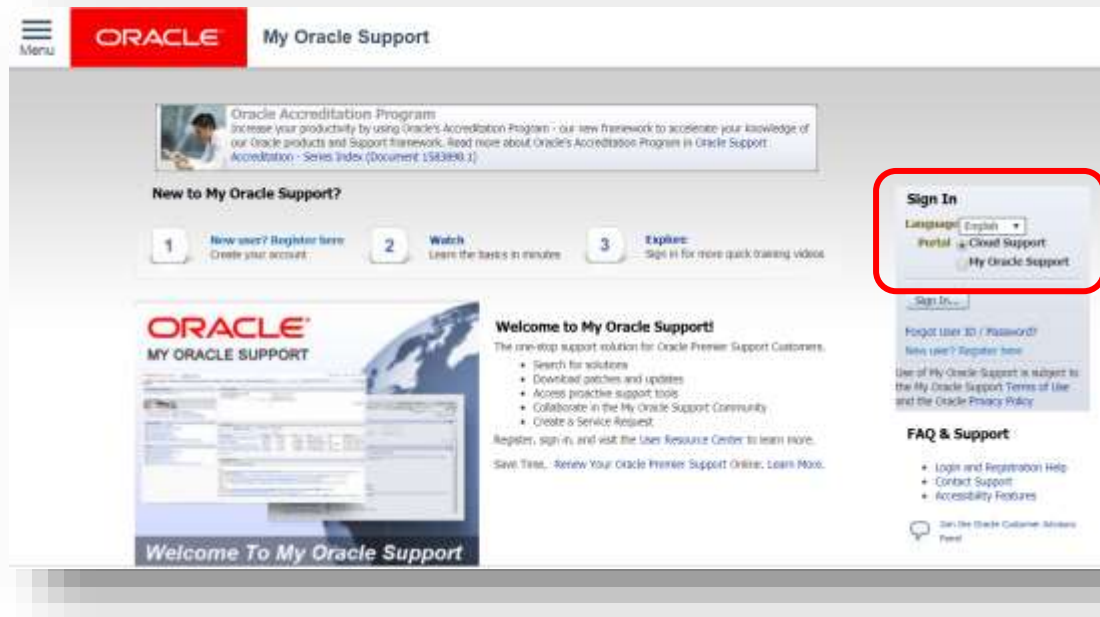 Menu
ORACLE
My Oracle Support
Oracle Accreditation Program
Increase your productivity by using Oracle's Accreditation Program - our new framework to accelerate your knowledge of
our Oracle products and Support framework. Read more about Oracle's Accreditation Program in Oracle Support
Accreditation - Series Index (Document 1583898.1)
New to My Oracle Support?
1
New user? Register here
Create your account
2
Watch
Learn the basics in minutes
3
Explore
Sign in for more quick training videos
Sign In
Language English
Portal Cloud Support
My Oracle Support
Sign In...
Forgot User ID / Password?
New user? Register here
Use of My Oracle Support is subject to
the My Oracle Support Terms of Use
and the Oracle Privacy Policy
ORACLE
MY ORACLE SUPPORT
Welcome To My Oracle Support
Welcome to My Oracle Support!
The one-stop support solution for Oracle Premier Support Customers.
• Search for solutions
• Download patches and updates
• Access proactive support tools
• Collaborate in the My Oracle Support Community
• Create a Service Request
Register, sign in, and visit the User Resource Center to learn more.
Save Time, Renew Your Oracle Premier Support Online. Learn More.
FAQ & Support
• Login and Registration Help
• Contact Support
• Accessibility Features
Join the Oracle Customer Advisory
Panel